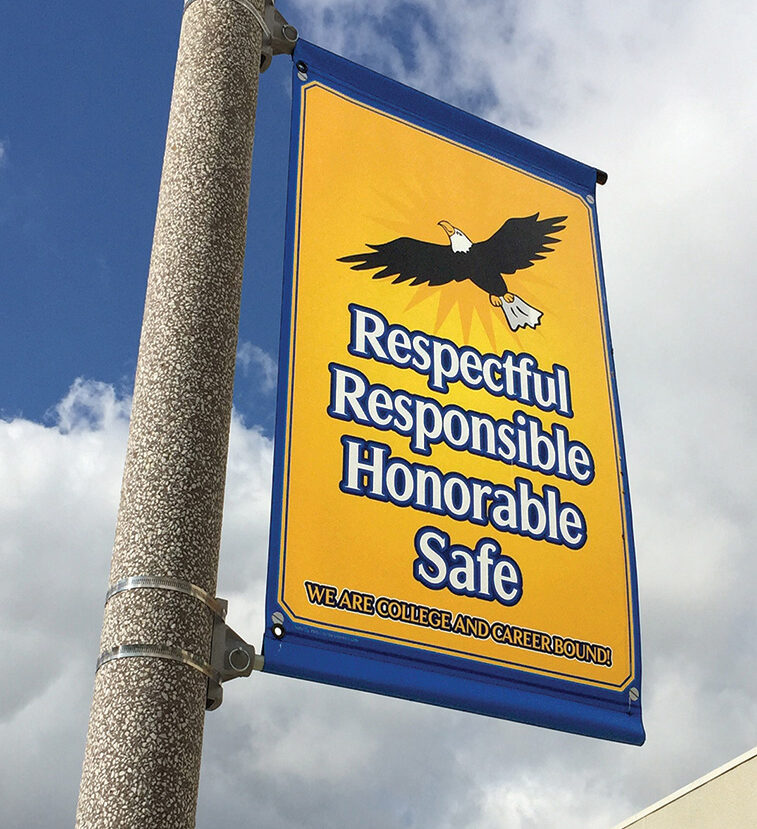 Respectful
Responsible
Honorable
Safe
WE ARE COLLEGE AND CAREER BOUND!